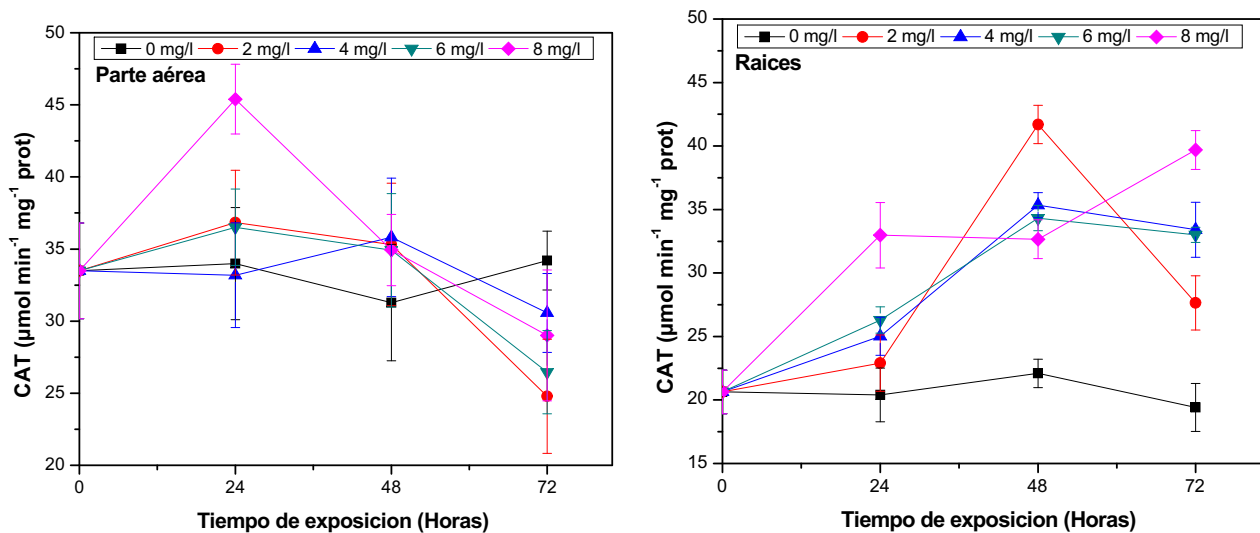 50
45
40
35
30
25
20
0 mg/l 2 mg/l 4 mg/l 6 mg/l 8 mg/l
Parte aérea
CAT (µmol min⁻¹ mg⁻¹ prot)
0 24 48 72
Tiempo de exposicion (Horas)
50
45
40
35
30
25
20
15
0 mg/l 2 mg/l 4 mg/l 6 mg/l 8 mg/l
Raices
CAT (µmol min⁻¹ mg⁻¹ prot)
0 24 48 72
Tiempo de exposicion (Horas)